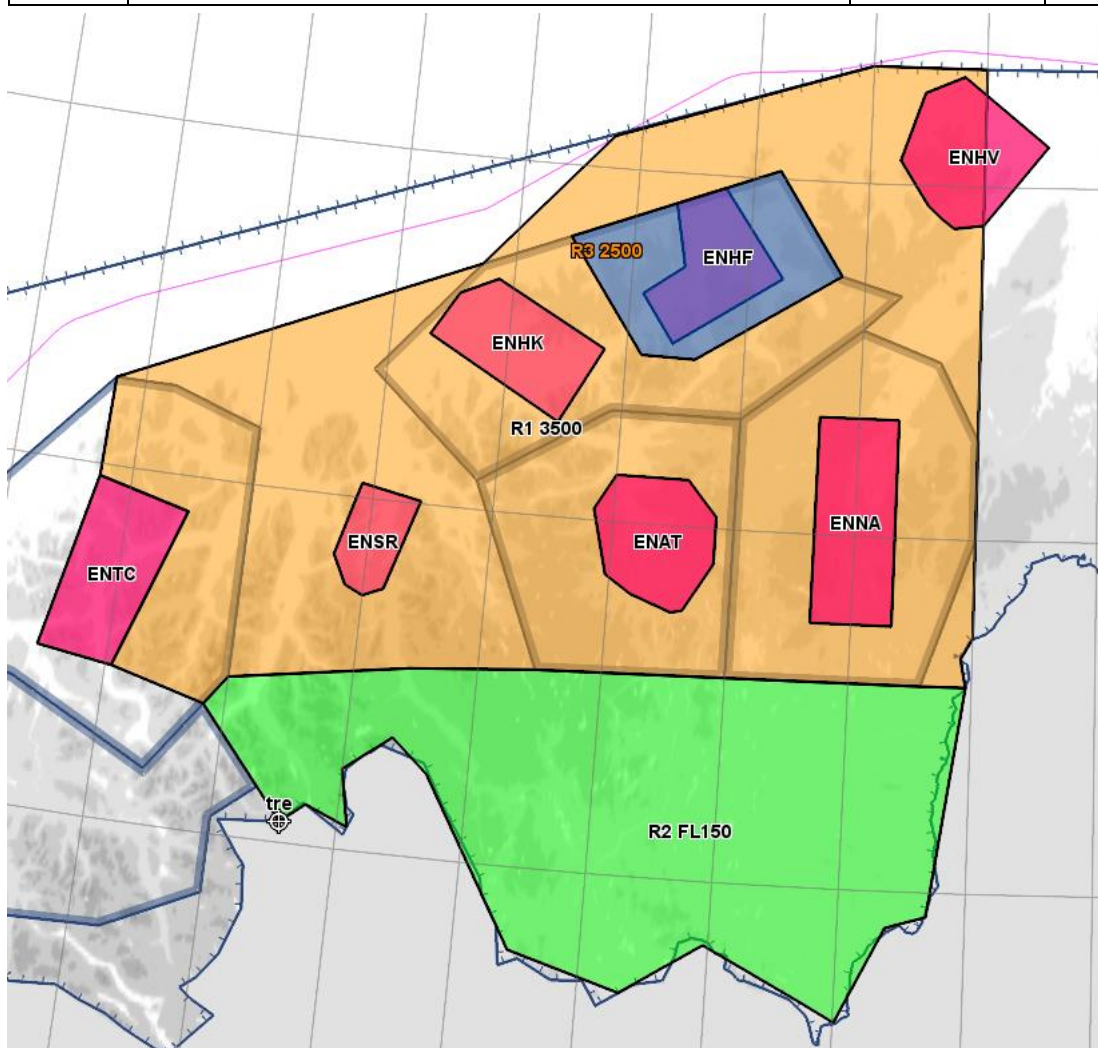 ENHV
R3 2500
ENHF
ENHK
R1 3500
ENNA
ENSR
ENAT
ENTC
tre
R2 FL150